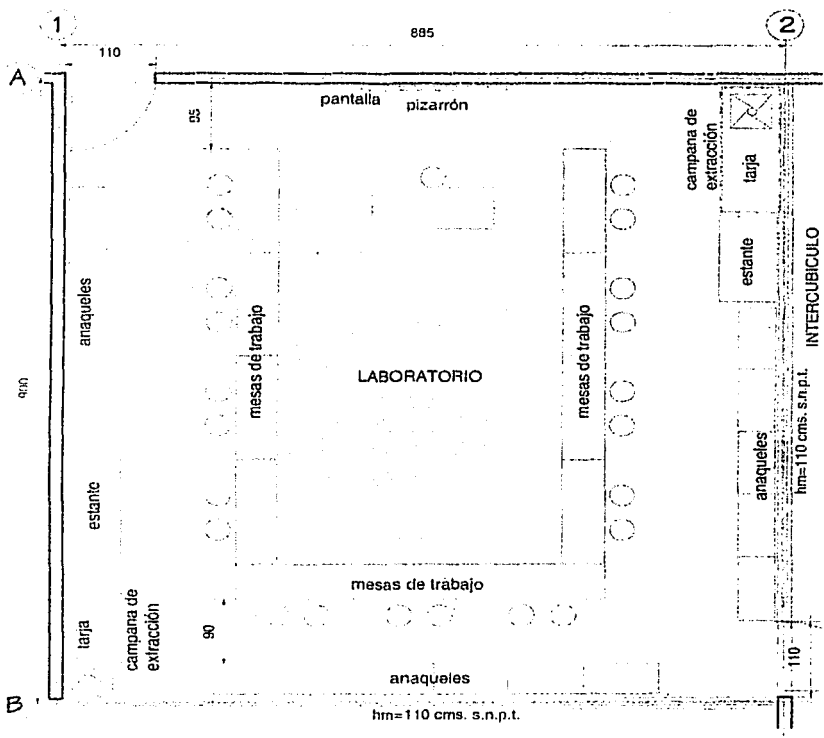 1
2
885
110
A
pantalla
pizarrón
campana de
extracción
tarja
estante
INTERCUBICULO
anaqueles
mesas de trabajo
LABORATORIO
mesas de trabajo
anaqueles
hm=110 cms. s.n.p.t.
estante
mesas de trabajo
tarja
campana de
extracción
90
110
anaqueles
B
hm=110 cms. s.n.p.t.